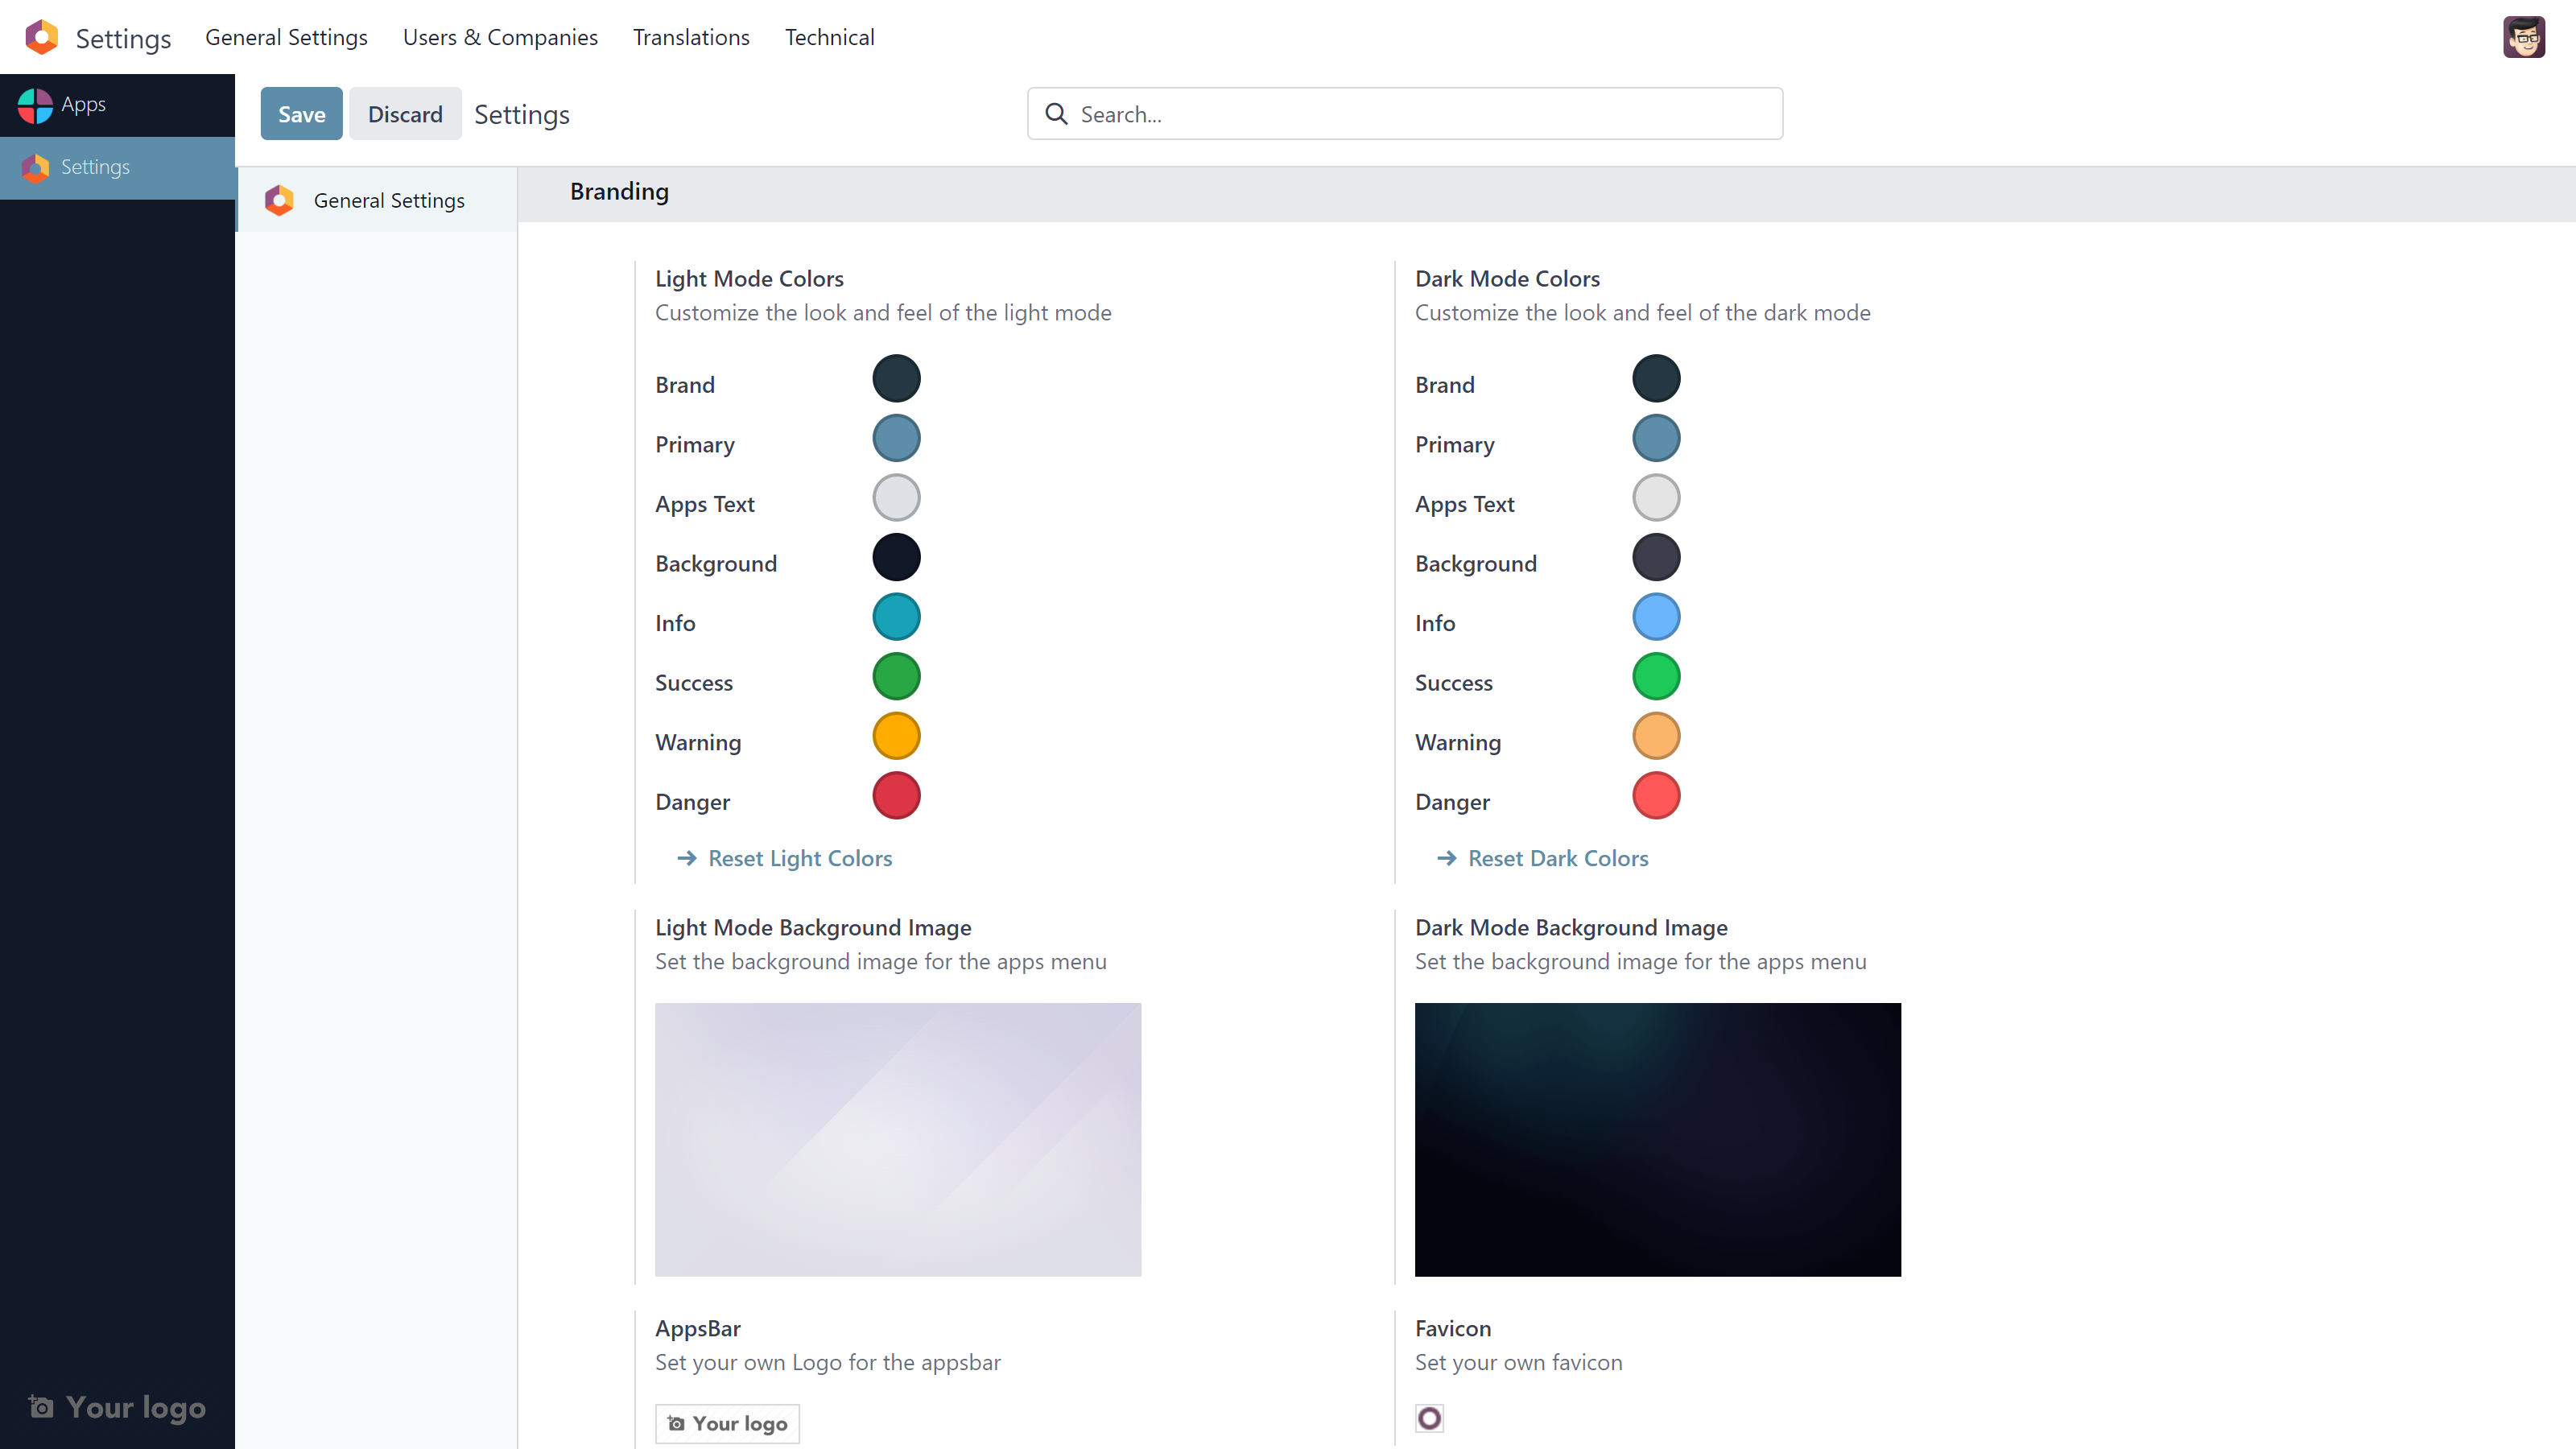 Settings General Settings Users & Companies Translations Technical
Apps
Settings
Save Discard Settings Search...
General Settings
Branding
Light Mode Colors
Customize the look and feel of the light mode
Brand
Primary
Apps Text
Background
Info
Success
Warning
Danger
Reset Light Colors
Dark Mode Colors
Customize the look and feel of the dark mode
Brand
Primary
Apps Text
Background
Info
Success
Warning
Danger
Reset Dark Colors
Light Mode Background Image
Set the background image for the apps menu
Dark Mode Background Image
Set the background image for the apps menu
AppsBar
Set your own Logo for the appsbar
Your logo
Favicon
Set your own favicon
Your logo